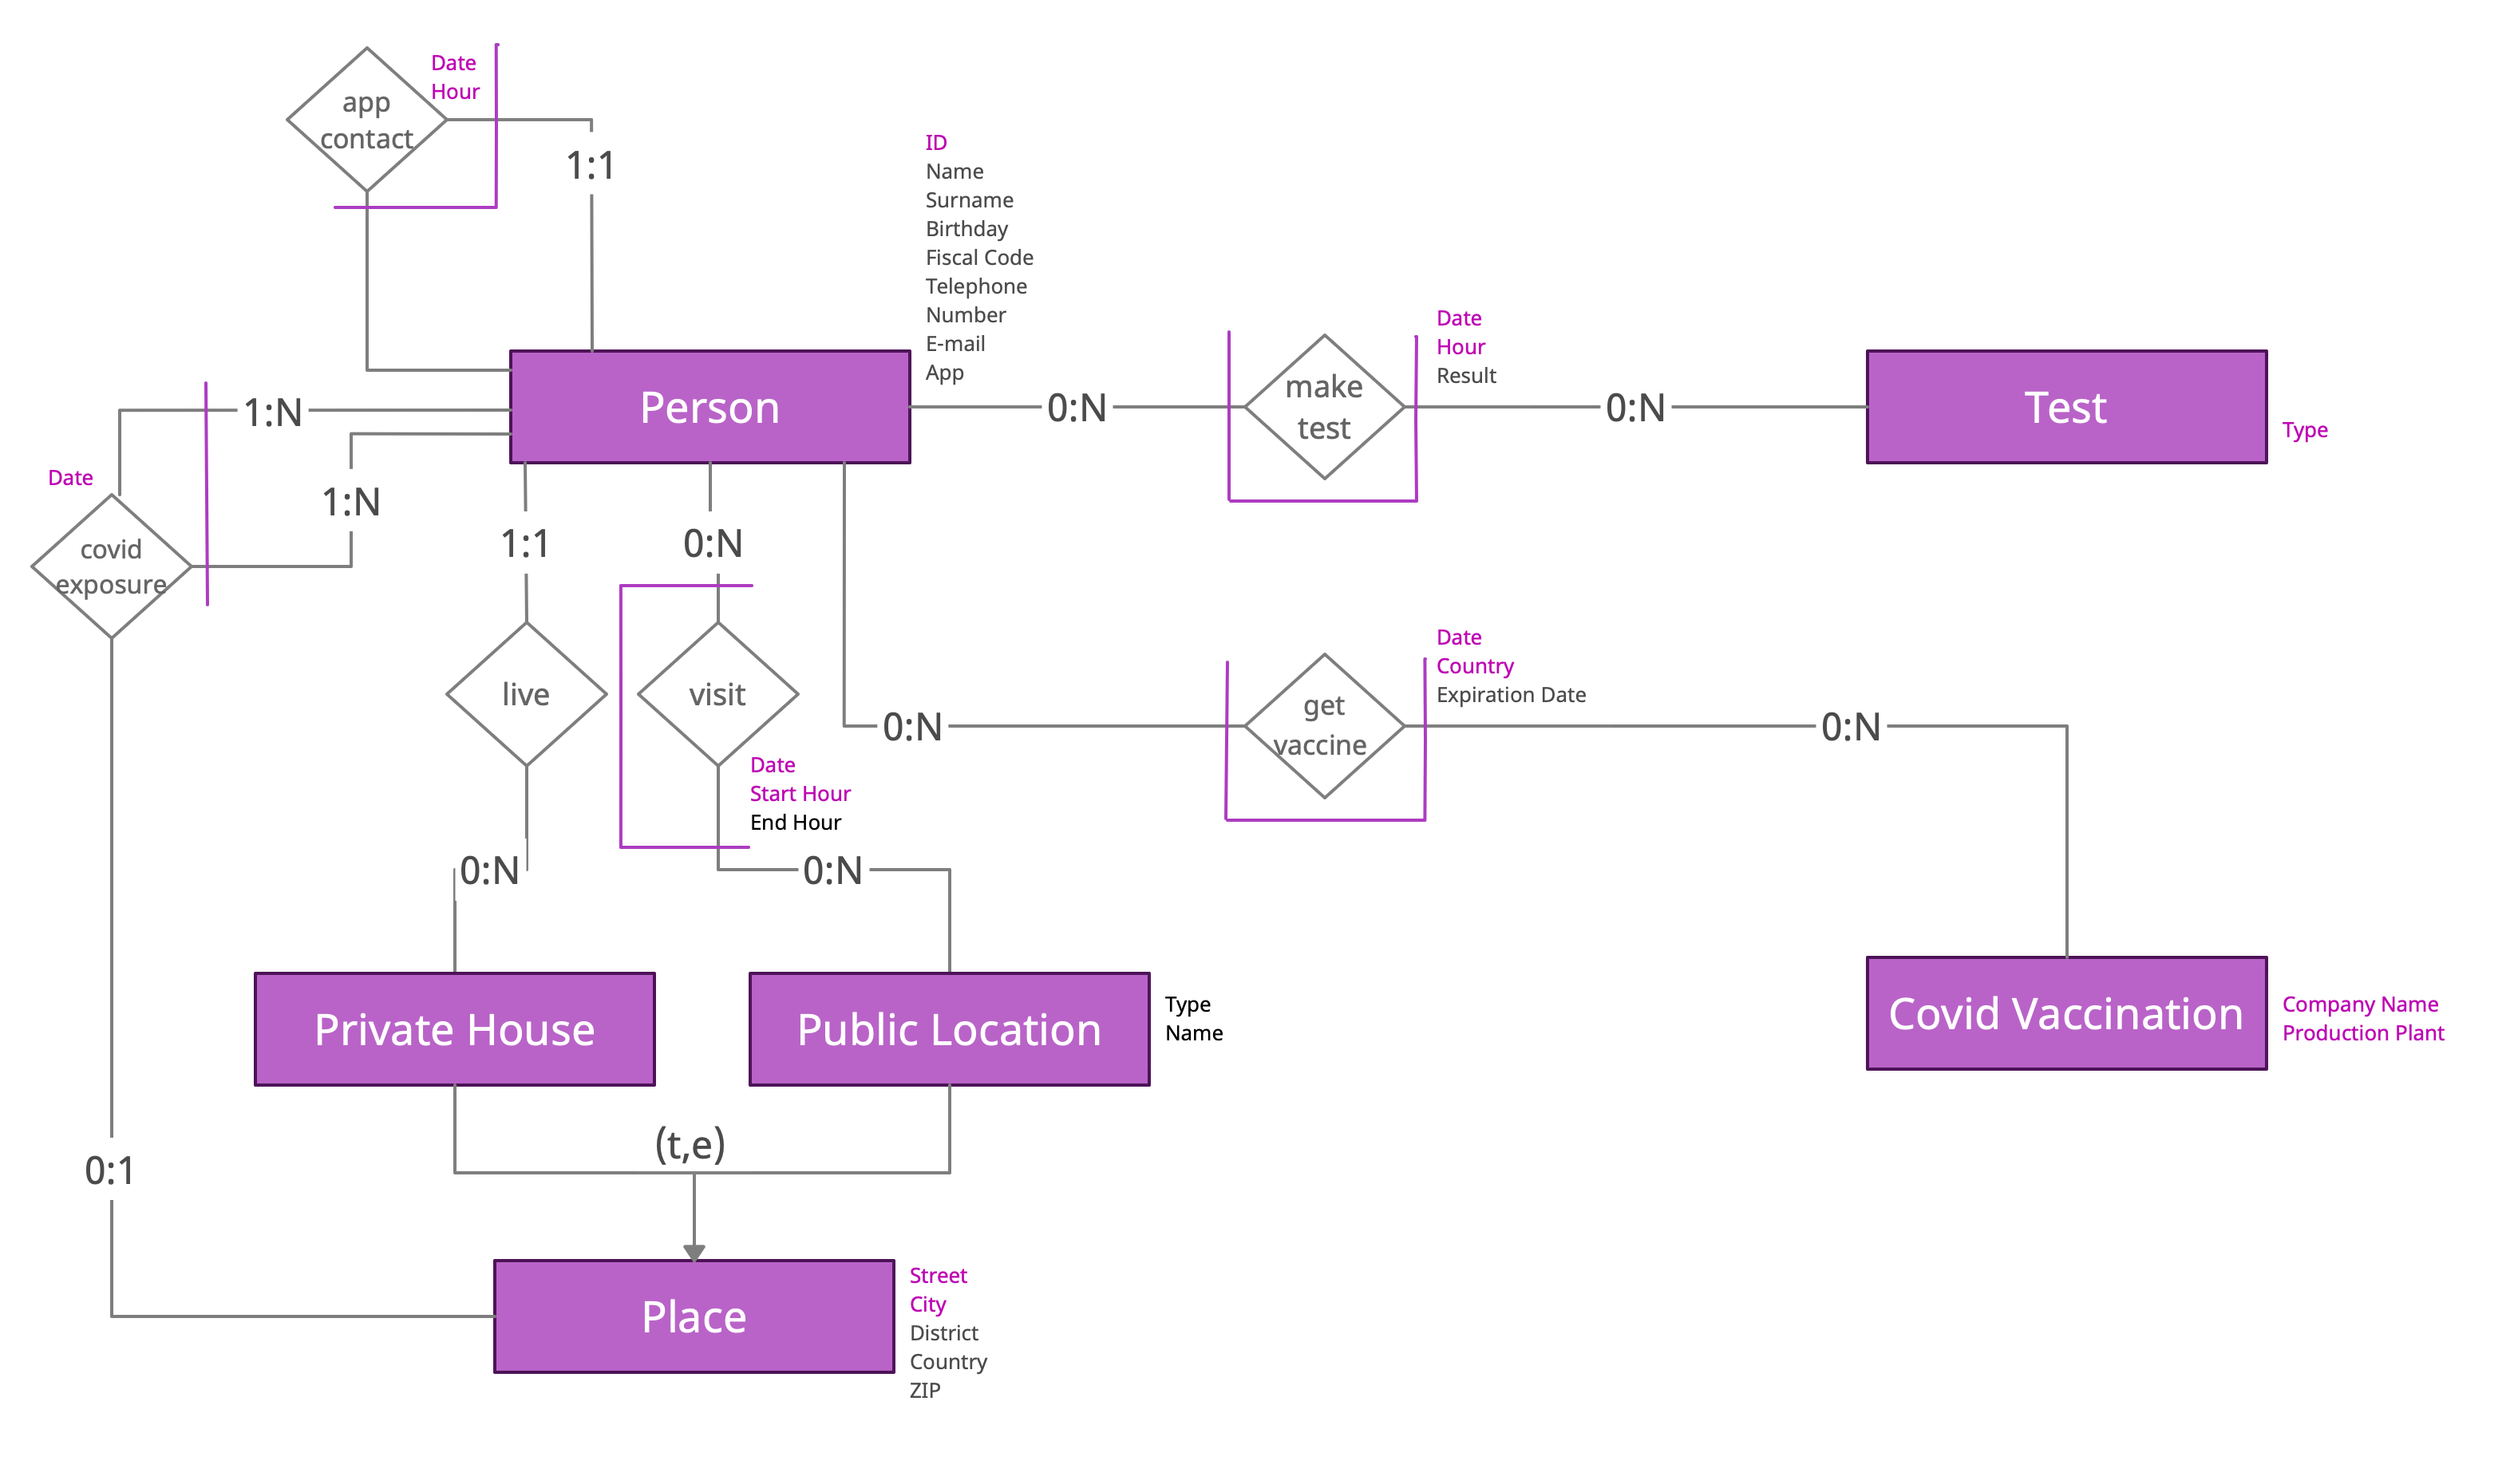 Date
Hour
app
contact
1:1
ID
Name
Surname
Birthday
Fiscal Code
Telephone
Number
E-mail
App
Person
1:N
1:N
Date
covid
exposure
0:N
make
test
Date
Hour
Result
0:N
Test
Type
1:1
0:N
live
visit
Date
Start Hour
End Hour
0:N
get
vaccine
Date
Country
Expiration Date
0:N
0:N
0:N
Private House
Public Location
Type
Name
Covid Vaccination
Company Name
Production Plant
(t,e)
0:1
Place
Street
City
District
Country
ZIP